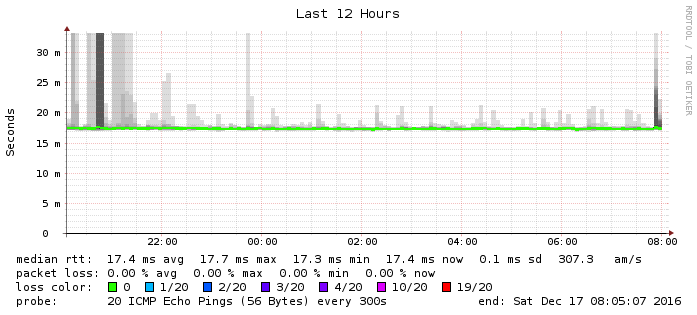 Last 12 Hours
RRDTOOL / TOBI OETIKER
Seconds
30 m
25 m
20 m
15 m
10 m
5 m
0
22:00 00:00 02:00 04:00 06:00 08:00
median rtt: 17.4 ms avg 17.7 ms max 17.3 ms min 17.4 ms now 0.1 ms sd 307.3 am/s
packet loss: 0.00 % avg 0.00 % max 0.00 % min 0.00 % now
loss color: 0 1/20 2/20 3/20 4/20 10/20 19/20
probe: 20 ICMP Echo Pings (56 Bytes) every 300s end: Sat Dec 17 08:05:07 2016